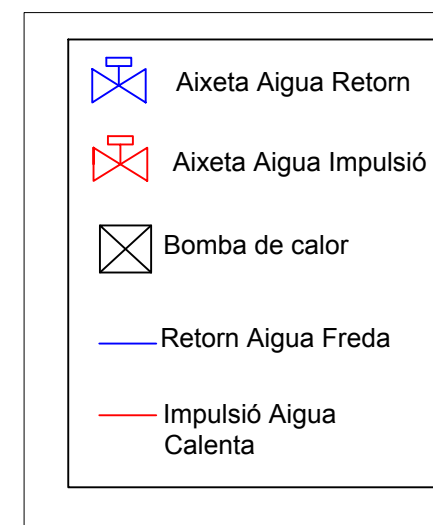 Aixeta Aigua Retorn
Aixeta Aigua Impulsió
Bomba de calor
Retorn Aigua Freda
Impulsió Aigua
Calenta